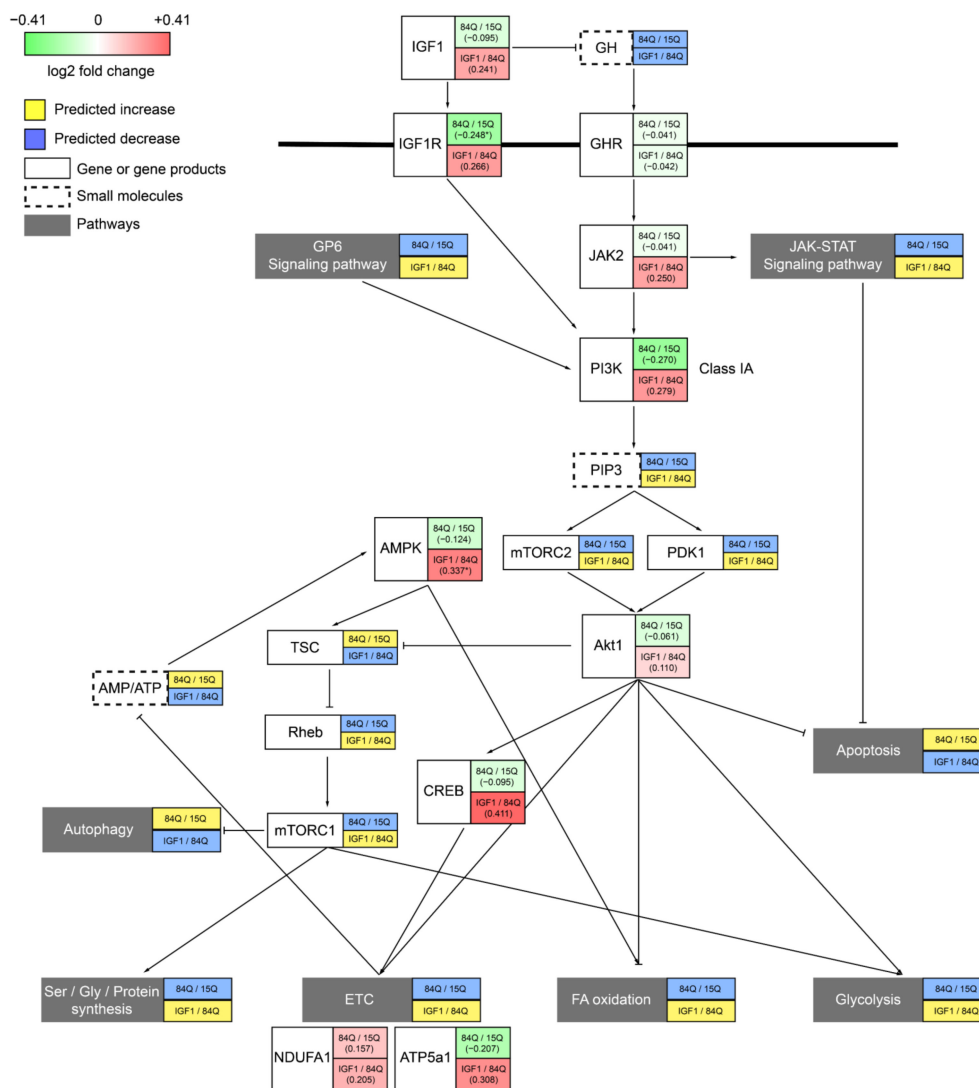 −0.41 0 +0.41
log2 fold change
Predicted increase
Predicted decrease
Gene or gene products
Small molecules
Pathways
IGF1
84Q / 15Q
(−0.095)
IGF1 / 84Q
(0.241)
GH
84Q / 15Q
IGF1 / 84Q
IGF1R
84Q / 15Q
(−0.248*)
IGF1 / 84Q
(0.266)
GHR
84Q / 15Q
(−0.041)
IGF1 / 84Q
(−0.042)
GP6
Signaling pathway
84Q / 15Q
IGF1 / 84Q
JAK2
84Q / 15Q
(−0.041)
IGF1 / 84Q
(0.250)
JAK-STAT
Signaling pathway
84Q / 15Q
IGF1 / 84Q
PI3K
84Q / 15Q
(−0.270)
IGF1 / 84Q
(0.279)
Class IA
PIP3
84Q / 15Q
IGF1 / 84Q
AMPK
84Q / 15Q
(−0.124)
IGF1 / 84Q
(0.337*)
mTORC2
84Q / 15Q
IGF1 / 84Q
PDK1
84Q / 15Q
IGF1 / 84Q
TSC
84Q / 15Q
IGF1 / 84Q
Akt1
84Q / 15Q
(−0.061)
IGF1 / 84Q
(0.110)
AMP/ATP
84Q / 15Q
IGF1 / 84Q
Rheb
84Q / 15Q
IGF1 / 84Q
Apoptosis
84Q / 15Q
IGF1 / 84Q
CREB
84Q / 15Q
(−0.095)
IGF1 / 84Q
(0.411)
Autophagy
84Q / 15Q
IGF1 / 84Q
mTORC1
84Q / 15Q
IGF1 / 84Q
Ser / Gly / Protein
synthesis
84Q / 15Q
IGF1 / 84Q
ETC
84Q / 15Q
IGF1 / 84Q
FA oxidation
84Q / 15Q
IGF1 / 84Q
Glycolysis
84Q / 15Q
IGF1 / 84Q
NDUFA1
84Q / 15Q
(0.157)
IGF1 / 84Q
(0.205)
ATP5a1
84Q / 15Q
(−0.207)
IGF1 / 84Q
(0.308)